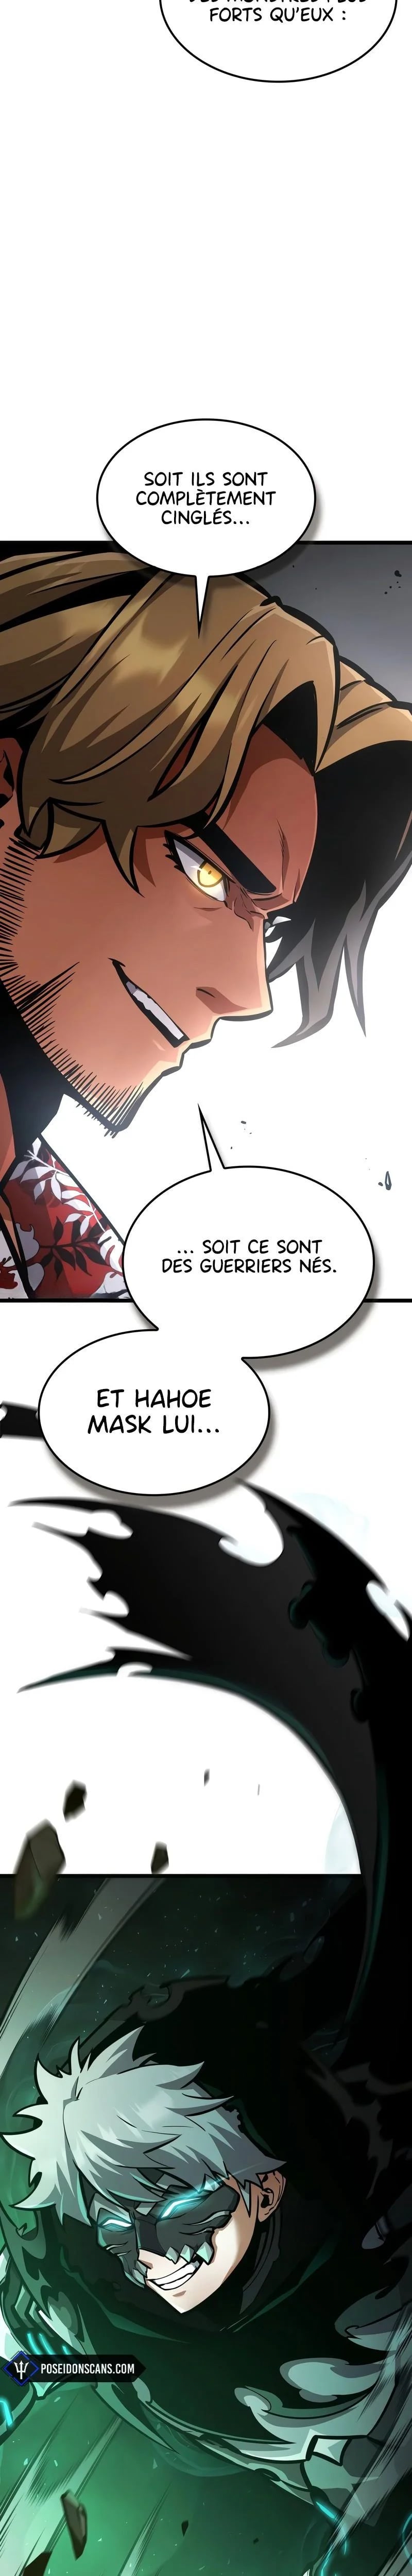 FORTS QU'EUX :
SOIT ILS SONT
COMPLÈTEMENT
CINGLÉS...
... SOIT CE SONT
DES GUERRIERS NÉS.
ET HAHOE
MASK LUI...
POSEIDONSCANS.COM